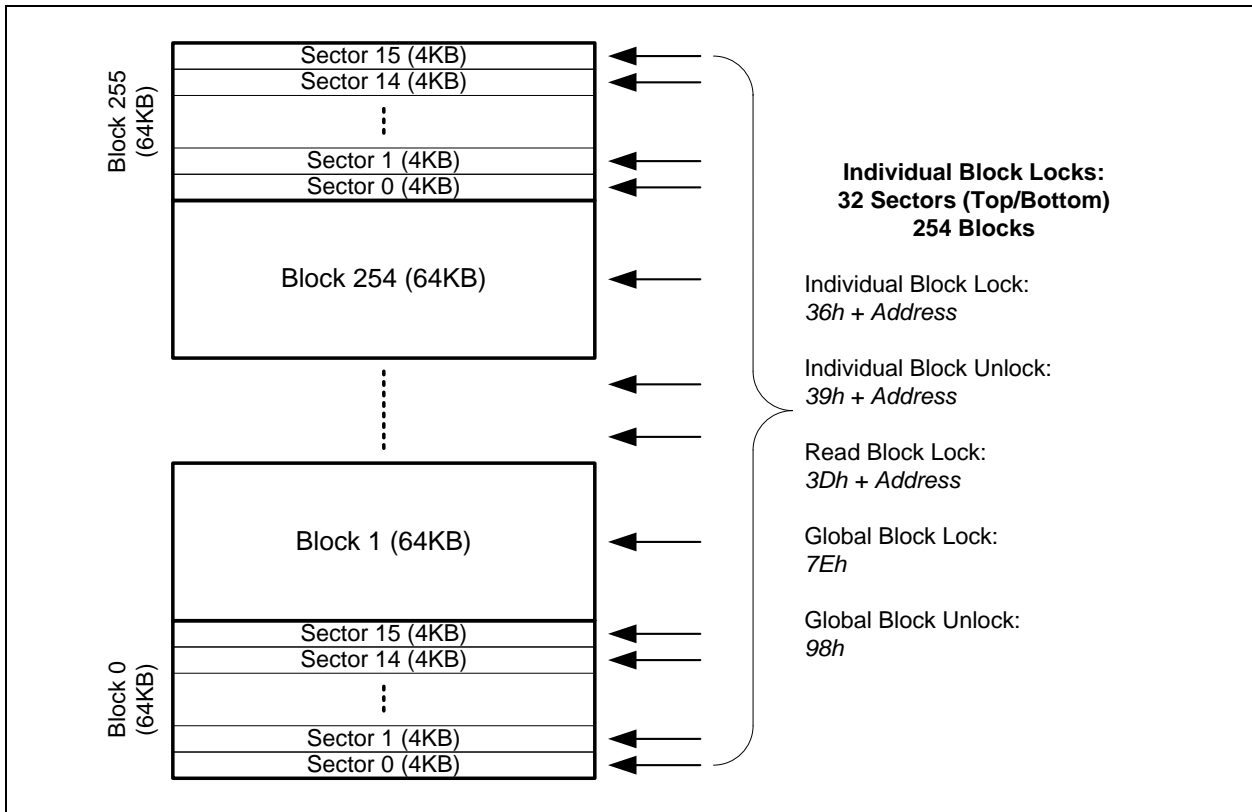 Block 255
(64KB)
Sector 15 (4KB)
Sector 14 (4KB)
Sector 1 (4KB)
Sector 0 (4KB)
Block 254 (64KB)
Block 1 (64KB)
Block 0
(64KB)
Sector 15 (4KB)
Sector 14 (4KB)
Sector 1 (4KB)
Sector 0 (4KB)
Individual Block Locks:
32 Sectors (Top/Bottom)
254 Blocks
Individual Block Lock:
36h + Address
Individual Block Unlock:
39h + Address
Read Block Lock:
3Dh + Address
Global Block Lock:
7Eh
Global Block Unlock:
98h